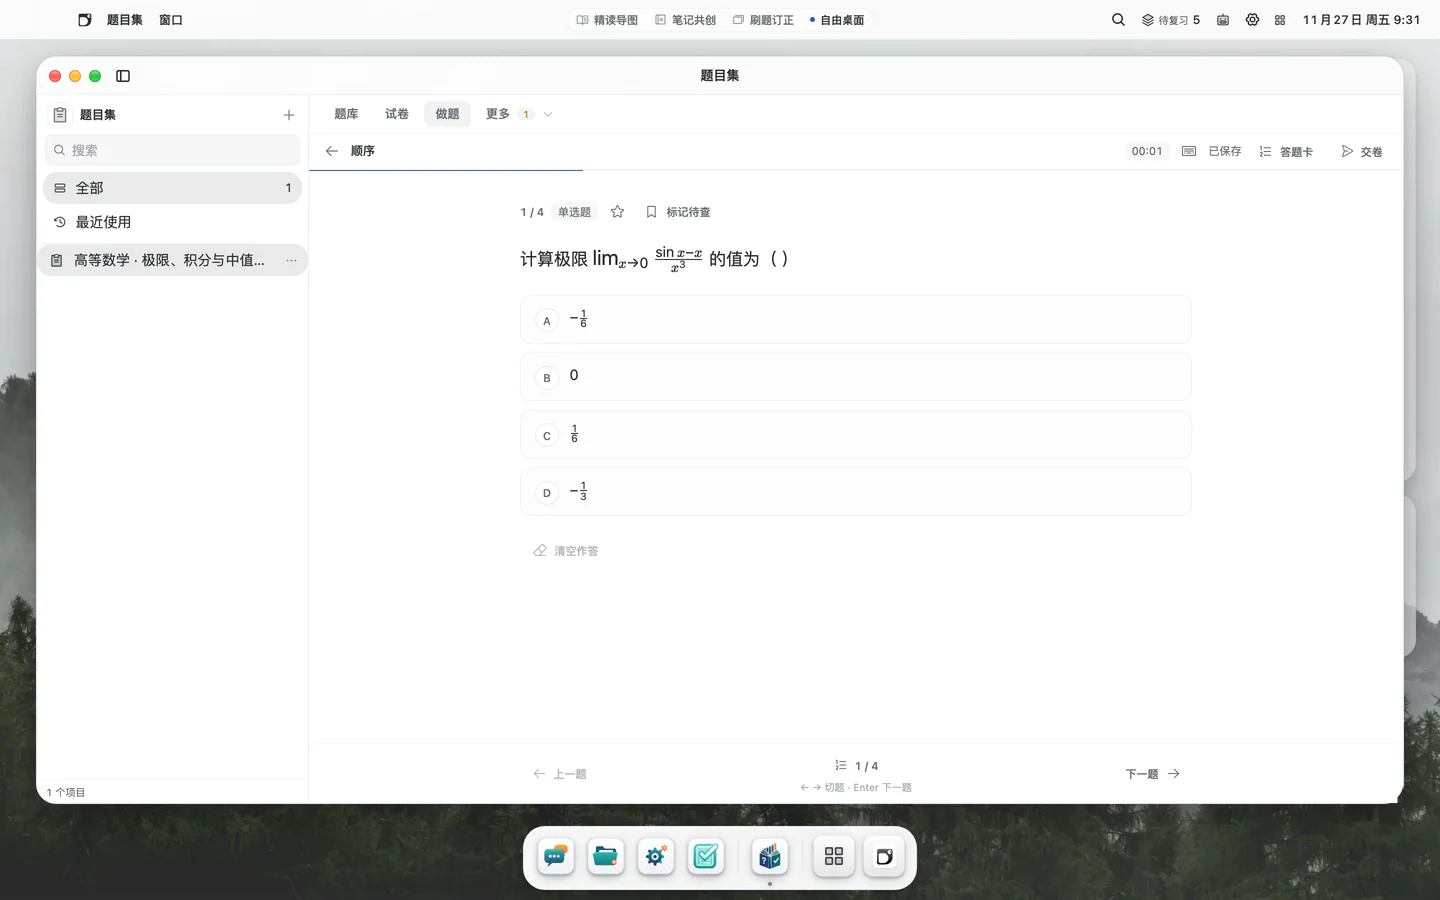 题目集 窗口 精读导图 笔记共创 刷题订正 自由桌面 待复习 5 11月27日 周五 9:31
题目集
题目集
搜索
全部 1
最近使用
高等数学 · 极限、积分与中值... ···
1 个项目
题库 试卷 做题 更多 1
顺序 00:01 已保存 答题卡 交卷
1 / 4 单选题 标记待查
计算极限 lim x→0 (sin x−x)/x³ 的值为（ ）
A −1/6
B 0
C 1/6
D −1/3
清空作答
上一题 1 / 4 下一题
← → 切题 · Enter 下一题